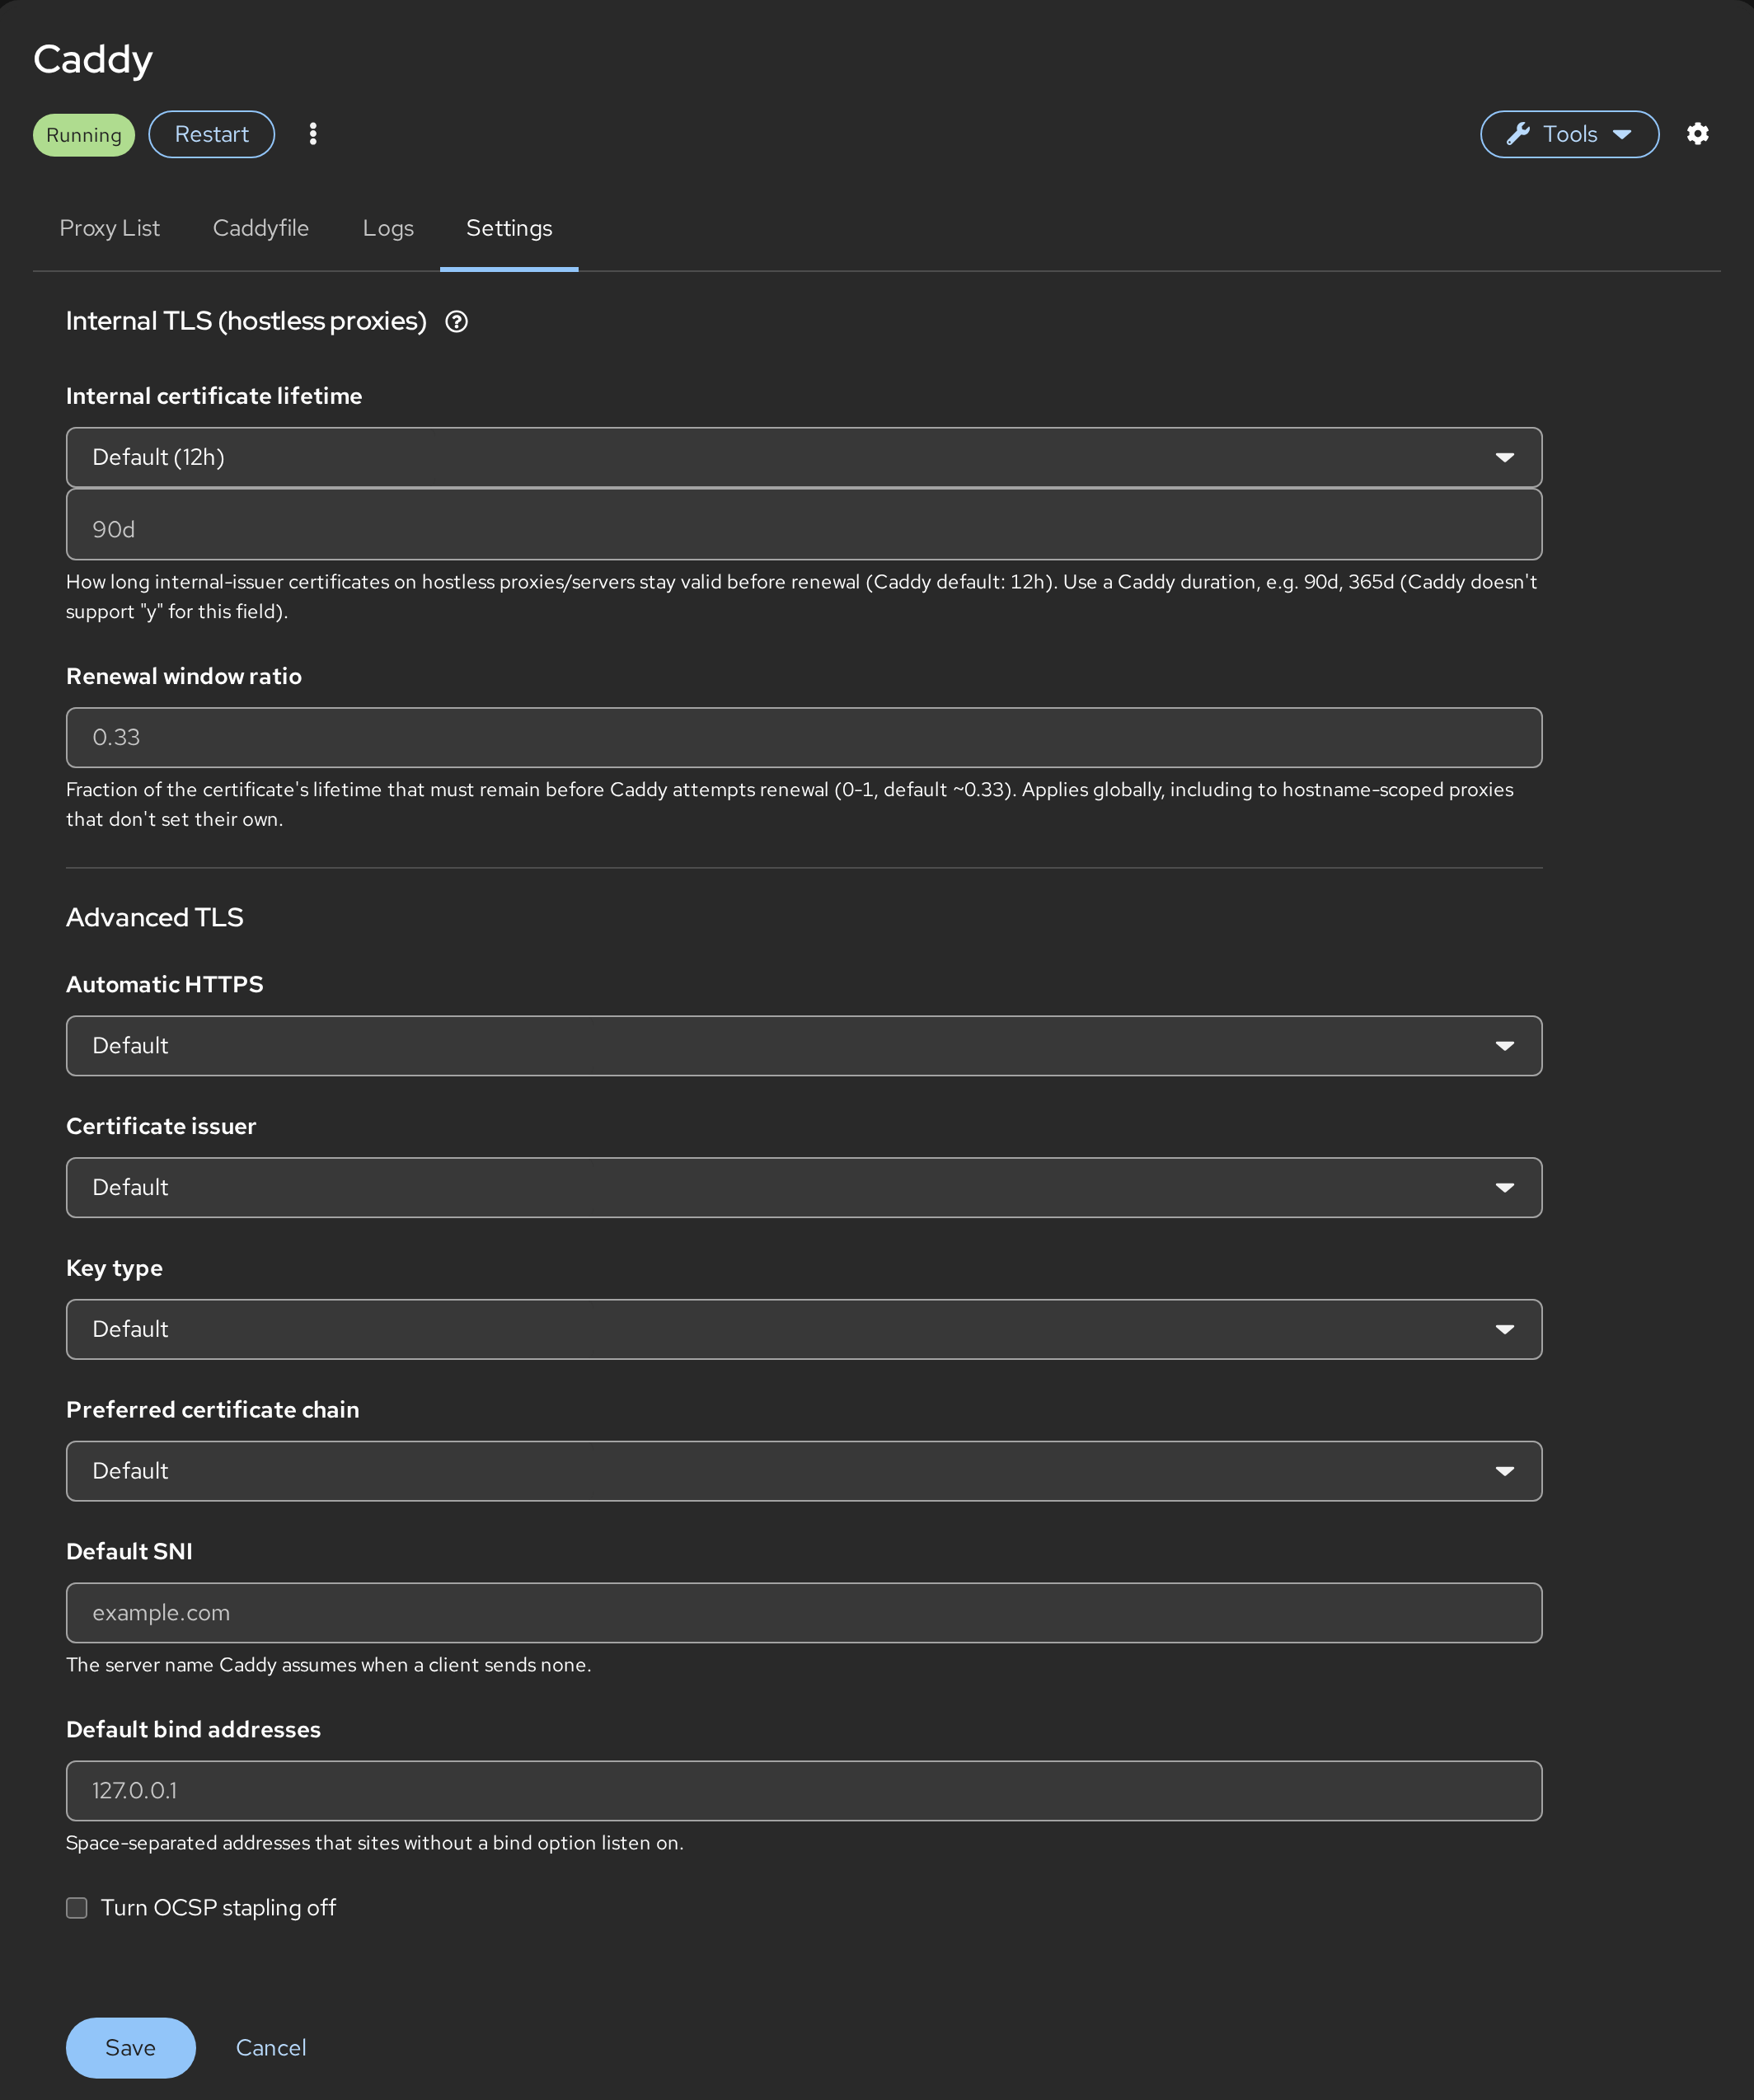 Caddy
Running
Restart
Tools
Proxy List
Caddyfile
Logs
Settings
Internal TLS (hostless proxies)
Internal certificate lifetime
Default (12h)
90d
How long internal-issuer certificates on hostless proxies/servers stay valid before renewal (Caddy default: 12h). Use a Caddy duration, e.g. 90d, 365d (Caddy doesn't
support "y" for this field).
Renewal window ratio
0.33
Fraction of the certificate's lifetime that must remain before Caddy attempts renewal (0-1, default ~0.33). Applies globally, including to hostname-scoped proxies
that don't set their own.
Advanced TLS
Automatic HTTPS
Default
Certificate issuer
Default
Key type
Default
Preferred certificate chain
Default
Default SNI
example.com
The server name Caddy assumes when a client sends none.
Default bind addresses
127.0.0.1
Space-separated addresses that sites without a bind option listen on.
Turn OCSP stapling off
Save
Cancel